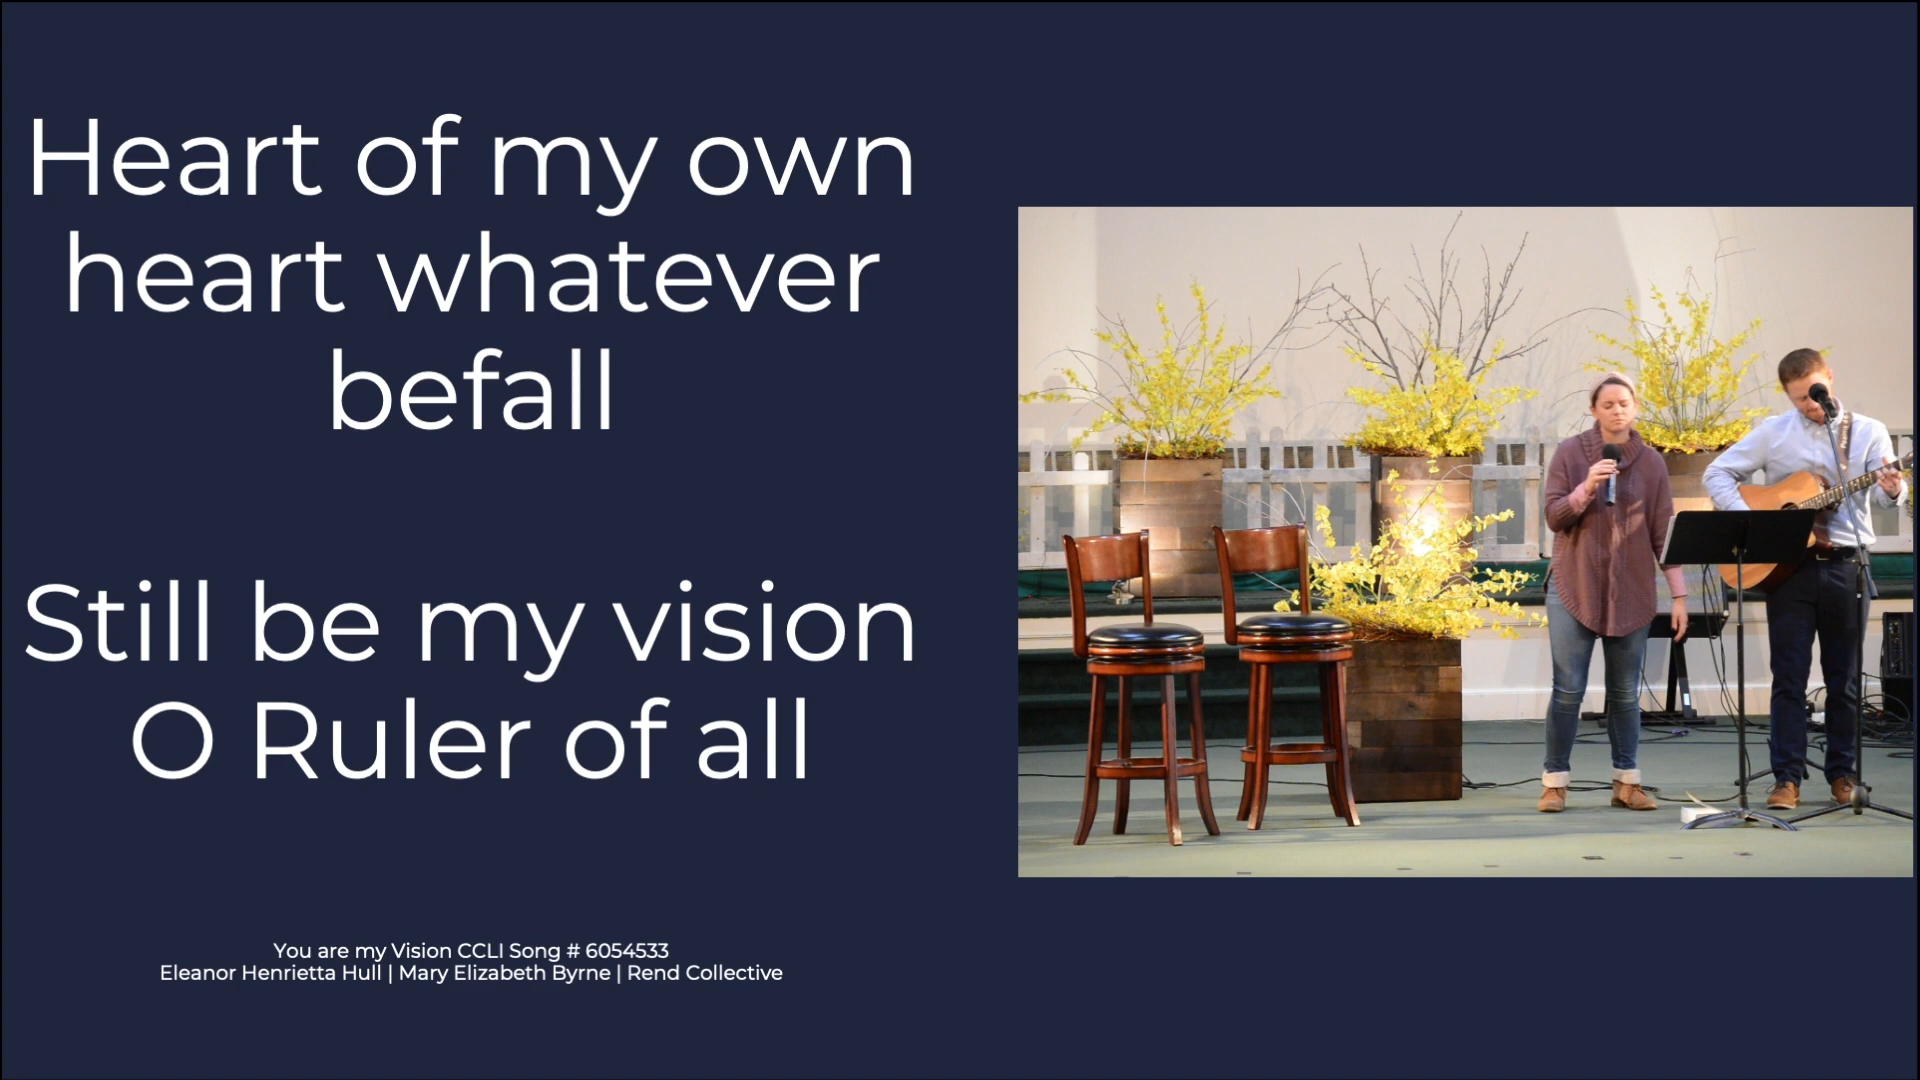 Heart of my own
heart whatever
befall
Still be my vision
O Ruler of all
You are my Vision CCLI Song # 6054533
Eleanor Henrietta Hull | Mary Elizabeth Byrne | Rend Collective